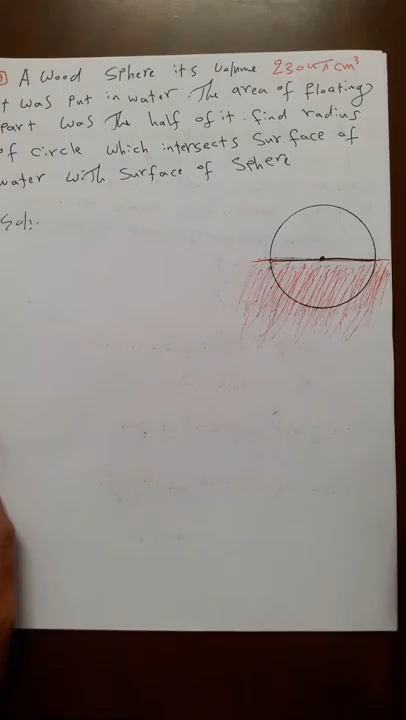 A wood sphere its volume 2304π cm³
t was put in water. The area of floating
part was The half of it. find radius
of circle which intersects surface of
water with surface of sphere
Sol:.